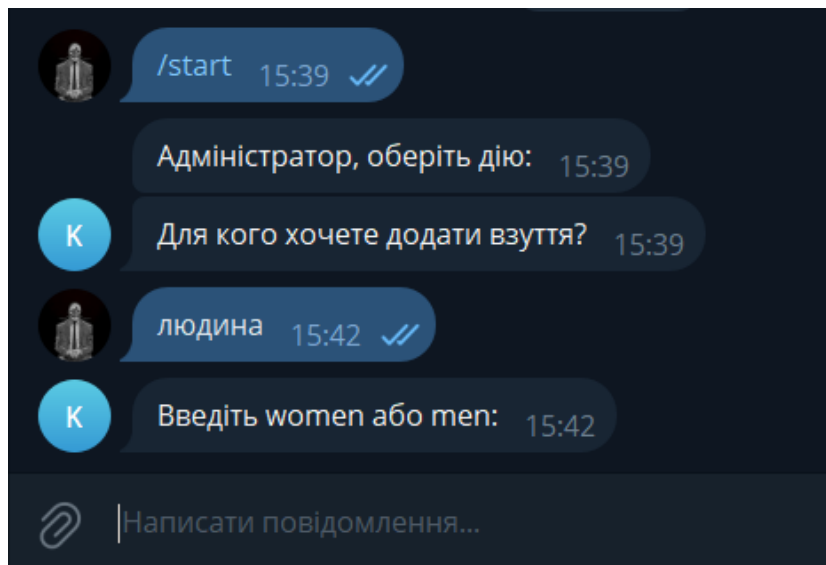 /start 15:39
Адміністратор, оберіть дію: 15:39
K
Для кого хочете додати взуття? 15:39
людина 15:42
K
Введіть women або men: 15:42
Написати повідомлення...